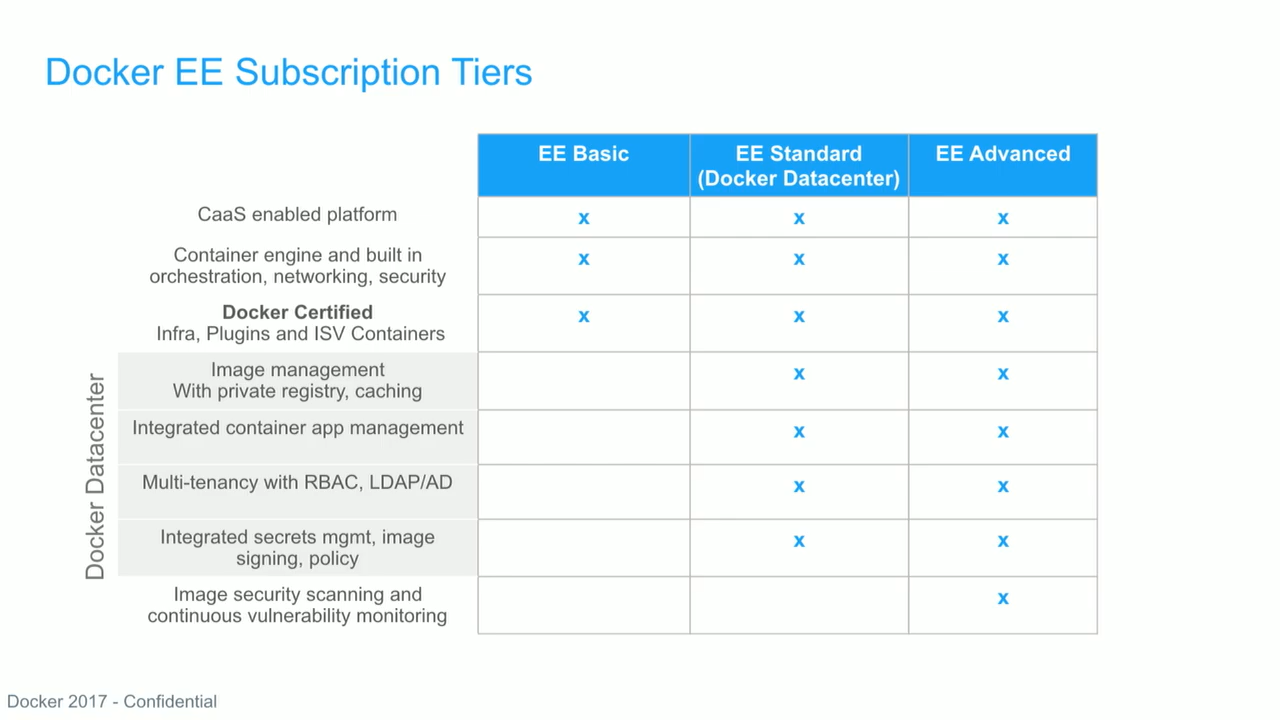 Docker EE Subscription Tiers
EE Basic
EE Standard
(Docker Datacenter)
EE Advanced
CaaS enabled platform
x x x
Container engine and built in
orchestration, networking, security
x x x
Docker Certified
Infra, Plugins and ISV Containers
x x x
Docker Datacenter
Image management
With private registry, caching
x x
Integrated container app management
x x
Multi-tenancy with RBAC, LDAP/AD
x x
Integrated secrets mgmt, image
signing, policy
x x
Image security scanning and
continuous vulnerability monitoring
x
Docker 2017 - Confidential